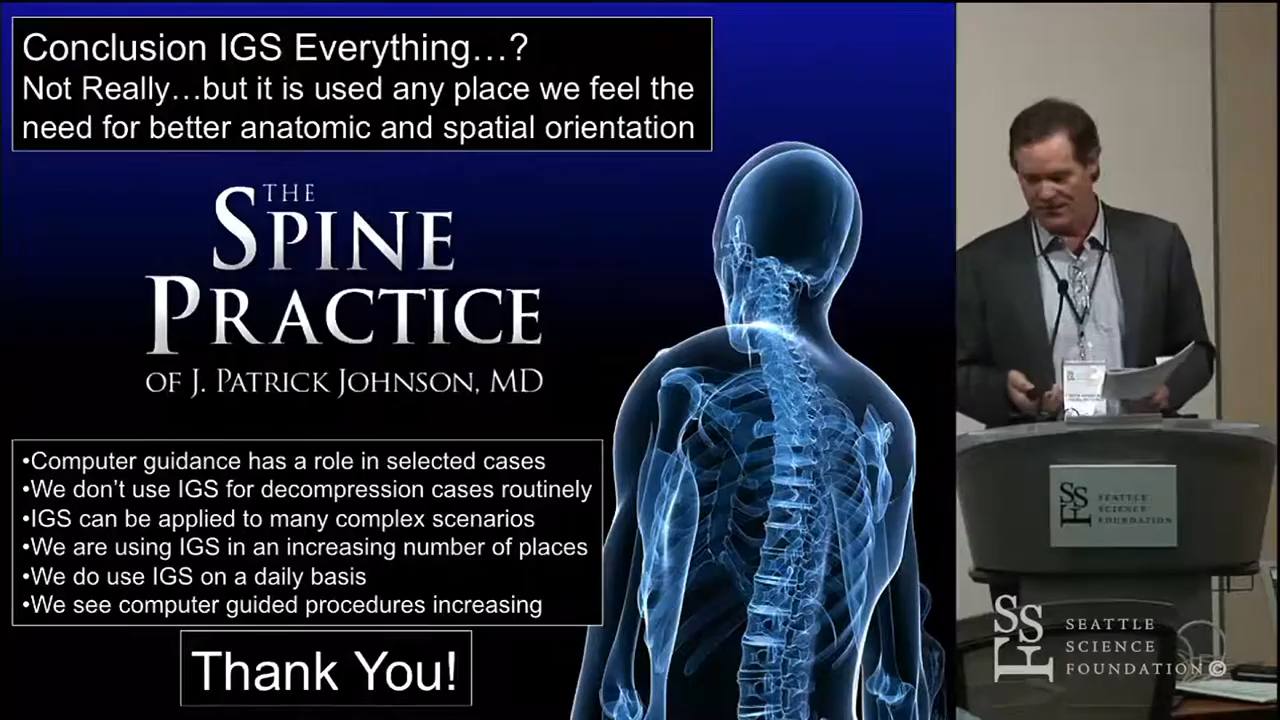 Conclusion IGS Everything…?
Not Really…but it is used any place we feel the
need for better anatomic and spatial orientation
THE
SPINE
PRACTICE
OF J. PATRICK JOHNSON, MD
•Computer guidance has a role in selected cases
•We don't use IGS for decompression cases routinely
•IGS can be applied to many complex scenarios
•We are using IGS in an increasing number of places
•We do use IGS on a daily basis
•We see computer guided procedures increasing
Thank You!
SSF
SEATTLE
SCIENCE
FOUNDATION
SSF
SEATTLE
SCIENCE
FOUNDATION©